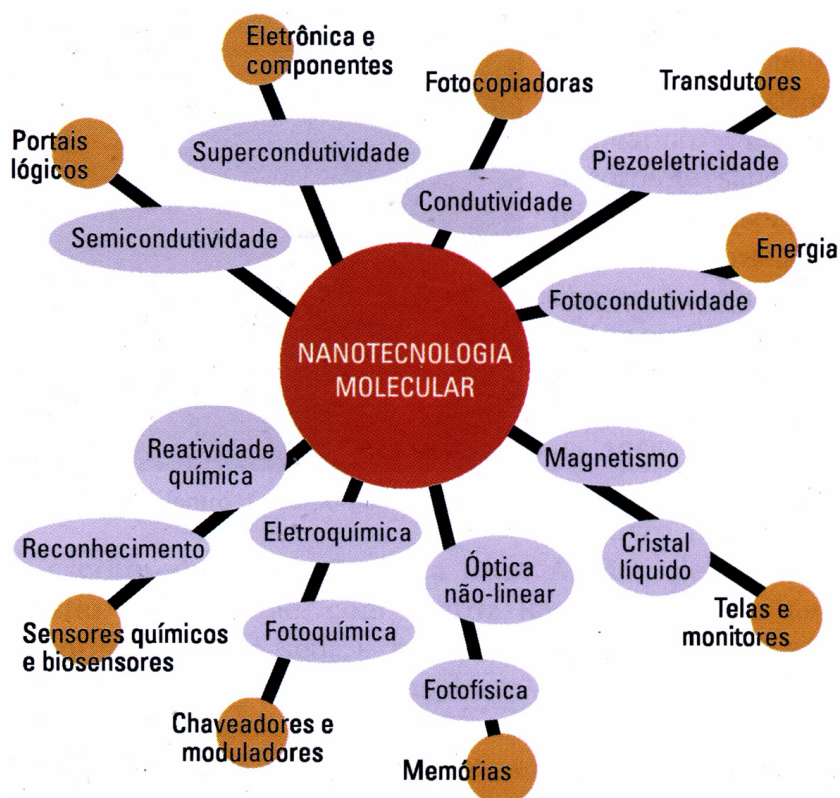 Eletrônica e
componentes
Fotocopiadoras
Transdutores
Portais
lógicos
Supercondutividade
Piezoeletricidade
Condutividade
Semicondutividade
Energia
Fotocondutividade
NANOTECNOLOGIA
MOLECULAR
Reatividade
química
Magnetismo
Reconhecimento
Eletroquímica
Óptica
não-linear
Cristal
líquido
Sensores químicos
e biosensores
Fotoquímica
Telas e
monitores
Fotofísica
Chaveadores e
moduladores
Memórias